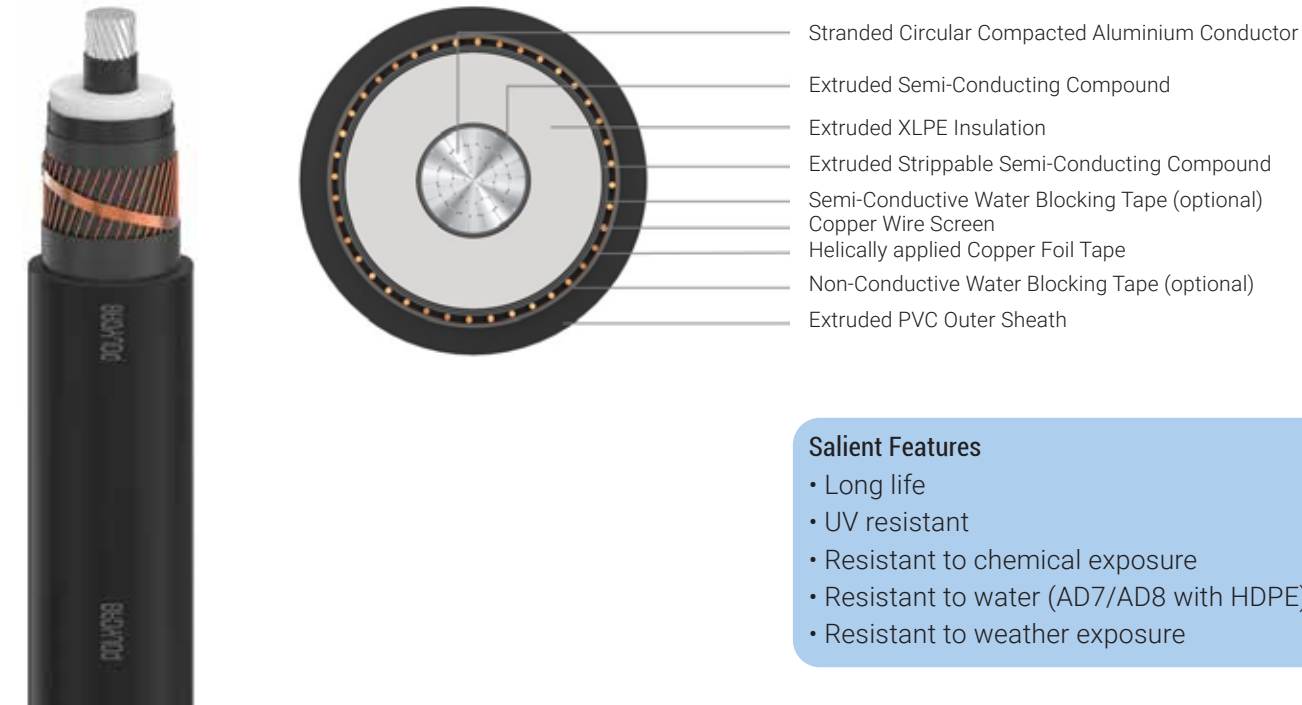 Stranded Circular Compacted Aluminium Conductor
Extruded Semi-Conducting Compound
Extruded XLPE Insulation
Extruded Strippable Semi-Conducting Compound
Semi-Conductive Water Blocking Tape (optional)
Copper Wire Screen
Helically applied Copper Foil Tape
Non-Conductive Water Blocking Tape (optional)
Extruded PVC Outer Sheath
Salient Features
• Long life
• UV resistant
• Resistant to chemical exposure
• Resistant to water (AD7/AD8 with HDPE)
• Resistant to weather exposure
POLYCAB
POLYCAB